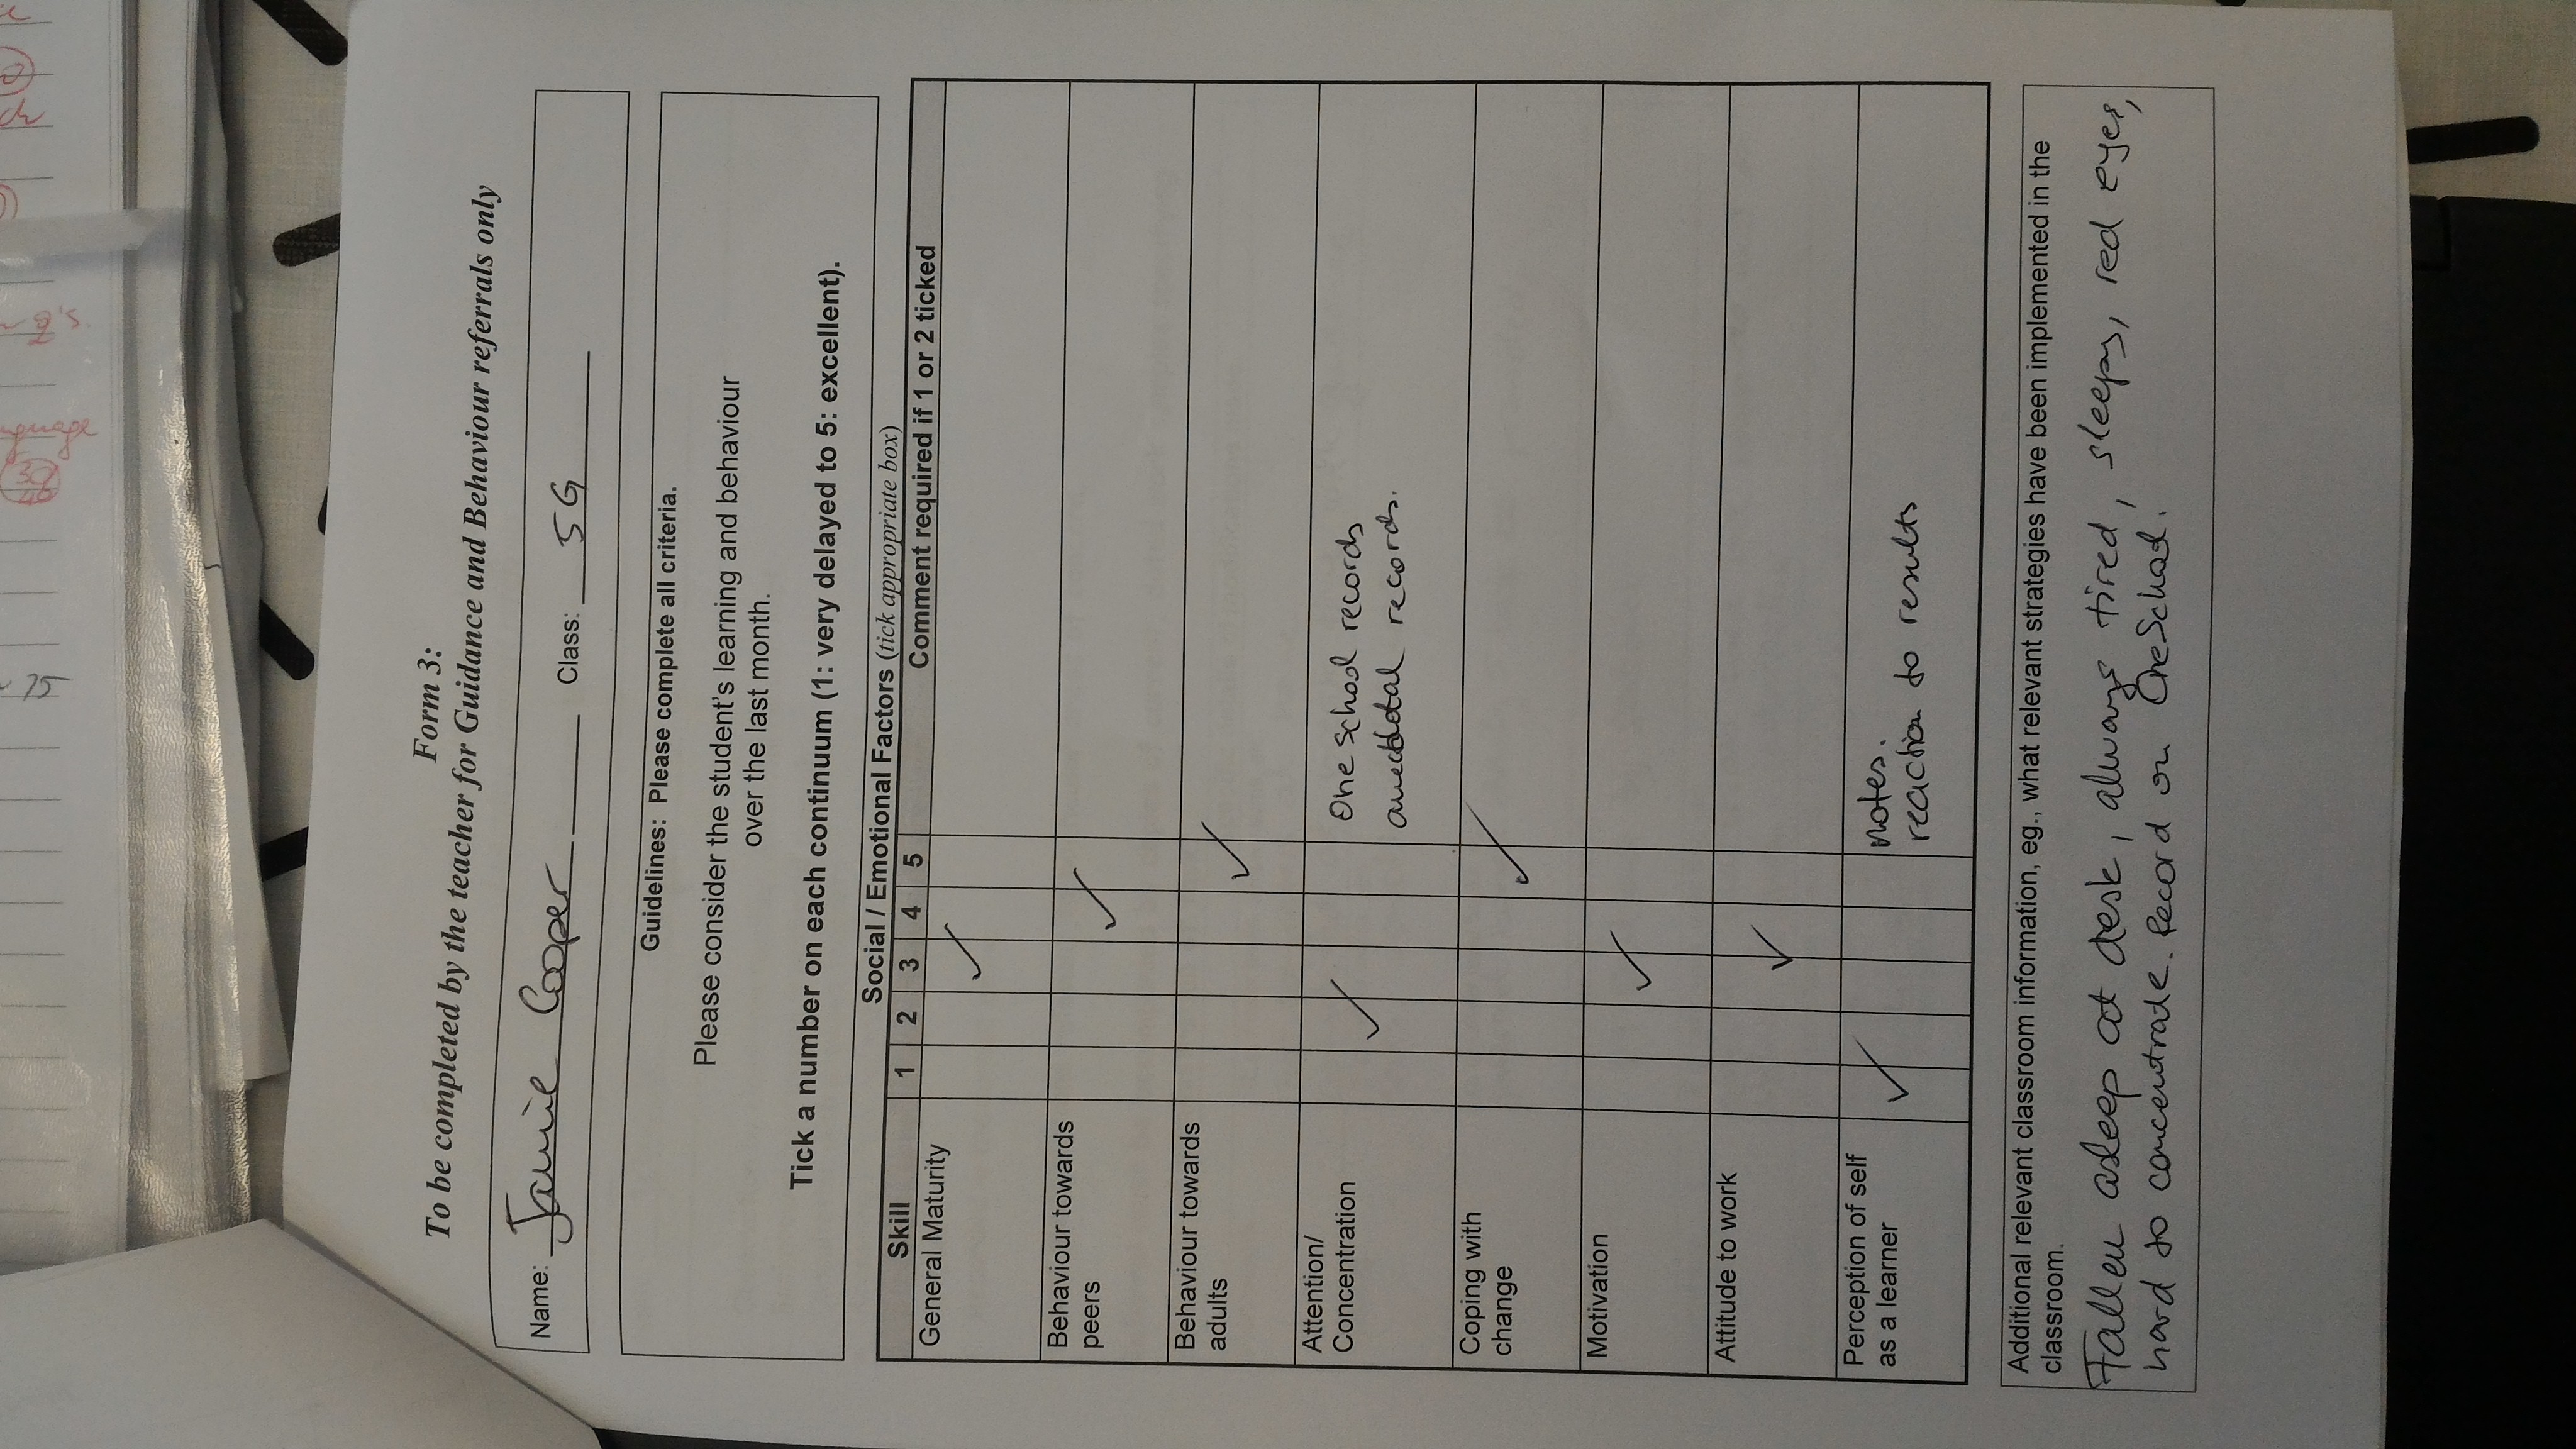 25
2's.
Form 3:
To be completed by the teacher for Guidance and Behaviour referrals only
Name: Jamie Cooper Class: 5G
Guidelines: Please complete all criteria.
Please consider the student's learning and behaviour
over the last month.
Tick a number on each continuum (1: very delayed to 5: excellent).
Social / Emotional Factors (tick appropriate box)
Skill 1 2 3 4 5 Comment required if 1 or 2 ticked
General Maturity ✓
Behaviour towards
peers ✓
Behaviour towards
adults ✓
Attention/
Concentration ✓ One school records
anecdotal records.
Coping with
change ✓
Motivation ✓
Attitude to work ✓
Perception of self
as a learner ✓ notes.
reaction to results
Additional relevant classroom information, eg., what relevant strategies have been implemented in the
classroom.
Fallen asleep at desk, always tired, sleepy, red eyes,
hard to concentrate. Record on OneSchool.